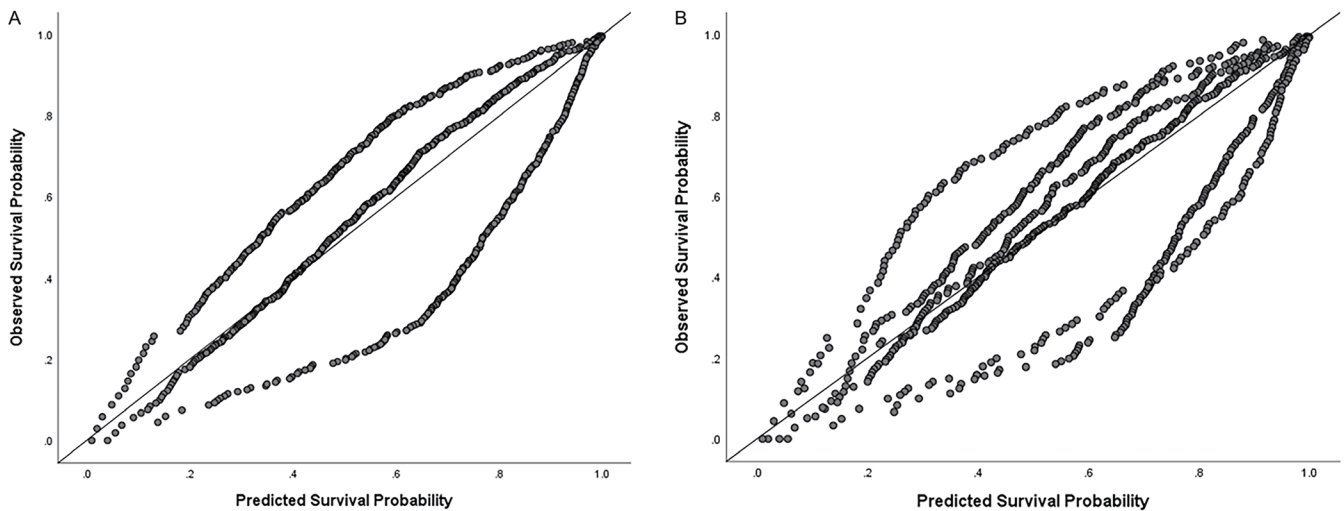 A
1.0
.8
.6
.4
.2
.0
.0 .2 .4 .6 .8 1.0
Observed Survival Probability
Predicted Survival Probability
B
1.0
.8
.6
.4
.2
.0
.0 .2 .4 .6 .8 1.0
Observed Survival Probability
Predicted Survival Probability